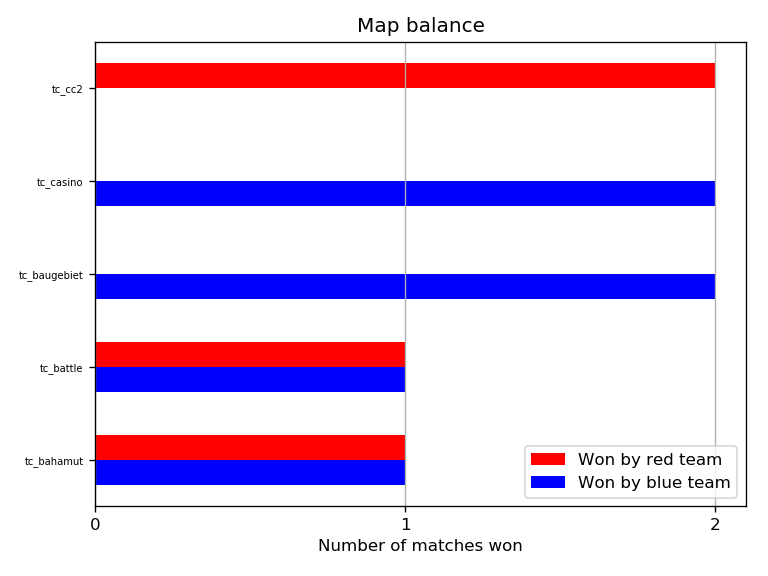 Map balance
tc_cc2
tc_casino
tc_baugebiet
tc_battle
tc_bahamut
Won by red team
Won by blue team
0 1 2
Number of matches won